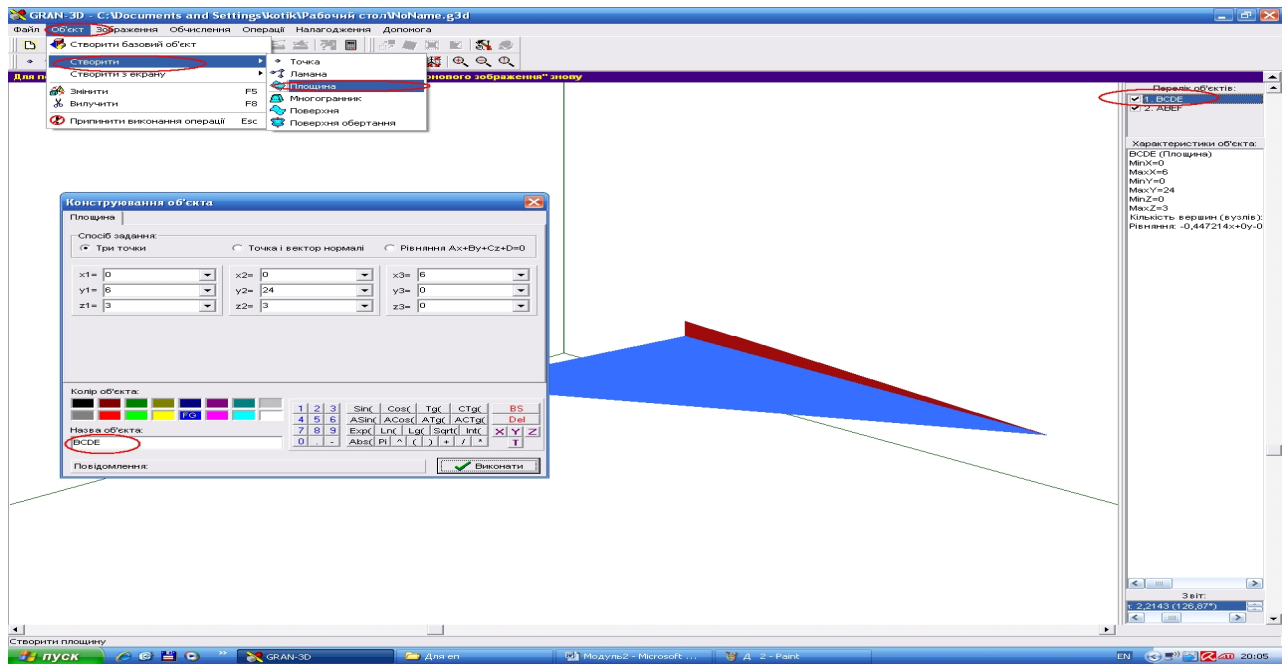 GRAN-3D - C:\Documents and Settings\kotik\Рабочий стол\NoName.g3d
Файл Об'єкт Зображення Обчислення Операції Налагодження Допомога
Створити базовий об'єкт
Створити
Створити з екрану
Змінити F5
Вилучити F8
Припинити виконання операції Esc
Точка
Ламана
Площина
Многогранник
Поверхня
Поверхня обертання
Для п
нового зображення" знову
Перелік об'єктів:
1. BCDE
2. ABEF
Характеристики об'єкта:
BCDE (Площина)
MinX=0
MaxX=6
MinY=0
MaxY=24
MinZ=0
MaxZ=3
Кількість вершин (вузлів):
Рівняння: -0,447214x+0y-0
Конструювання об'єкта
Площина
Спосіб задання:
Три точки Точка і вектор нормалі Рівняння Ax+By+Cz+D=0
x1= 0 x2= 0 x3= 6
y1= 6 y2= 24 y3= 0
z1= 3 z2= 3 z3= 0
Колір об'єкта:
FG
Назва об'єкта:
BCDE
1 2 3 Sin( Cos( Tg( CTg( BS
4 5 6 ASin( ACos( ATg( ACTg( Del
7 8 9 Exp( Ln( Lg( Sqrt( Int( X Y Z
0 . - Abs( Pi ^ ( ) + / * T
Повідомлення:
Виконати
Звіт:
: 2,2143 (126,87°)
Створити площину
пуск
GRAN-3D
Для en
Модуль2 - Microsoft ...
Д_2 - Paint
EN
20:05